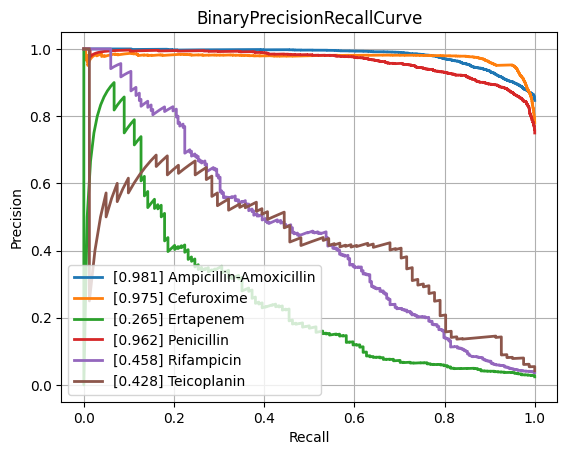 BinaryPrecisionRecallCurve
Precision
1.0
0.8
0.6
0.4
0.2
0.0
[0.981] Ampicillin-Amoxicillin
[0.975] Cefuroxime
[0.265] Ertapenem
[0.962] Penicillin
[0.458] Rifampicin
[0.428] Teicoplanin
0.0 0.2 0.4 0.6 0.8 1.0
Recall